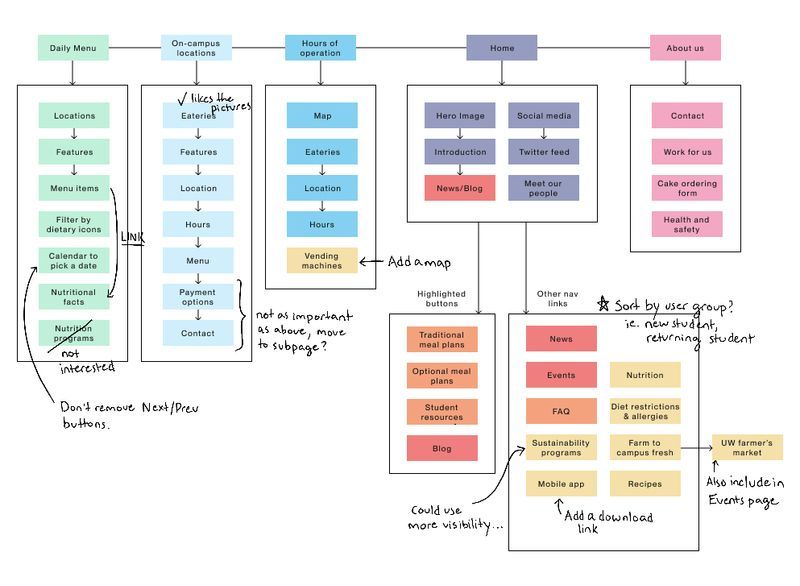 Daily Menu
On-campus
locations
Hours of
operation
Home
About us
Locations
Features
Menu items
Filter by
dietary icons
Calendar to
pick a date
Nutritional
facts
Nutrition
programs
not
interested
LINK
Don't remove Next/Prev
buttons.
✓ likes the
pictures
Eateries
Features
Location
Hours
Menu
Payment
options
Contact
not as important
as above, move
to subpage?
Map
Eateries
Location
Hours
Vending
machines
Add a map
Hero Image
Introduction
News/Blog
Social media
Twitter feed
Meet our
people
Contact
Work for us
Cake ordering
form
Health and
safety
Highlighted
buttons
Traditional
meal plans
Optional meal
plans
Student
resources
Blog
Other nav
links
Sort by user group?
ie. new student,
returning student
News
Events
FAQ
Sustainability
programs
Mobile app
Nutrition
Diet restrictions
& allergies
Farm to
campus fresh
Recipes
UW farmer's
market
Also include in
Events page
Could use
more visibility...
Add a download
link